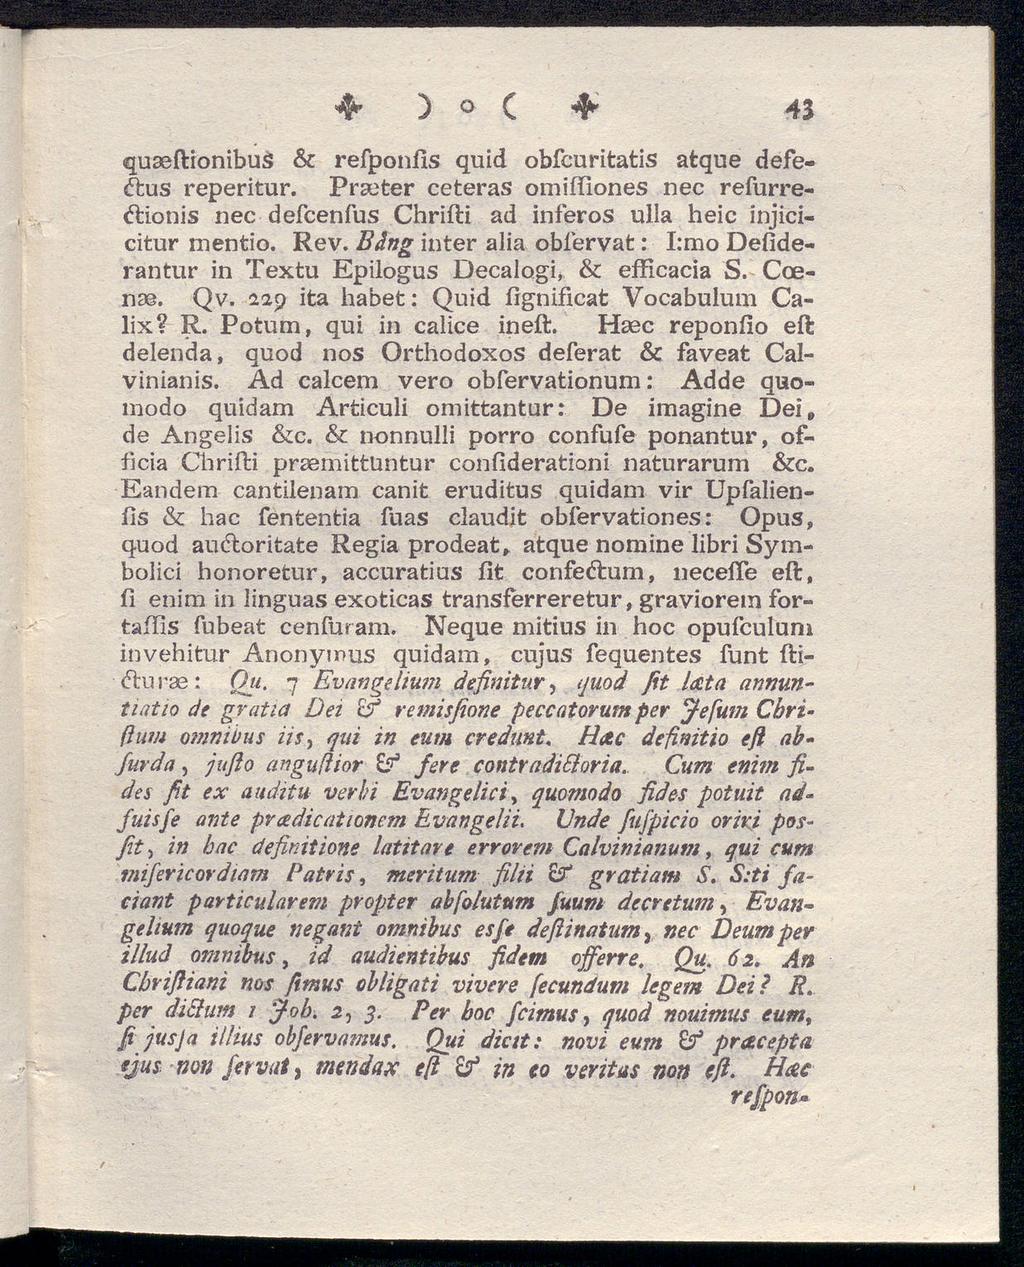 ) o ( 43
quæſtionibus & reſponſis quid obſcuritatis atque defe-
ctus reperitur. Præter ceteras omiſſiones nec reſurre-
ctionis nec deſcenſus Chriſti ad inferos ulla heic injici-
citur mentio. Rev. Bång inter alia obſervat: I:mo Deſide-
rantur in Textu Epilogus Decalogi, & efficacia S. Cœ-
næ. Qv. 229 ita habet: Quid ſignificat Vocabulum Ca-
lix? R. Potum, qui in calice ineſt. Hæc reponſio eſt
delenda, quod nos Orthodoxos deſerat & faveat Cal-
vinianis. Ad calcem vero obſervationum: Adde quo-
modo quidam Articuli omittantur: De imagine Dei,
de Angelis &c. & nonnulli porro confuſe ponantur, of-
ficia Chriſti præmittuntur conſiderationi naturarum &c.
Eandem cantilenam canit eruditus quidam vir Upſalien-
ſis & hac ſententia ſuas claudit obſervationes: Opus,
quod auctoritate Regia prodeat, atque nomine libri Sym-
bolici honoretur, accuratius ſit confectum, neceſſe eſt,
ſi enim in linguas exoticas transferreretur, graviorem for-
taſſis ſubeat cenſuram. Neque mitius in hoc opuſculum
invehitur Anonymus quidam, cujus ſequentes ſunt ſti-
cturæ: Qu. 7 Evangelium definitur, quod ſit læta annun-
tiatio de gratia Dei & remisſione peccatorum per Jeſum Chri-
ſtum omnibus iis, qui in eum credunt. Hæc definitio eſt ab-
ſurda, juſto anguſtior & fere contradictoria. Cum enim fi-
des ſit ex auditu verbi Evangelici, quomodo fides potuit ad-
fuisſe ante prædicationem Evangelii. Unde ſuſpicio oriri pos-
ſit, in hac definitione latitare errorem Calvinianum, qui cum
miſericordiam Patris, meritum filii & gratiam S. S:ti fa-
ciant particularem propter abſolutum ſuum decretum, Evan-
gelium quoque negant omnibus esſe deſtinatum, nec Deum per
illud omnibus, id audientibus fidem offerre. Qu. 62. An
Chriſtiani nos ſimus obligati vivere ſecundum legem Dei? R.
per dictum 1 Joh. 2, 3. Per hoc ſcimus, quod nouimus eum,
ſi jusſa illius obſervamus. Qui dicit: novi eum & præcepta
ejus non ſervat, mendax eſt & in eo veritas non eſt. Hæc
reſpon-